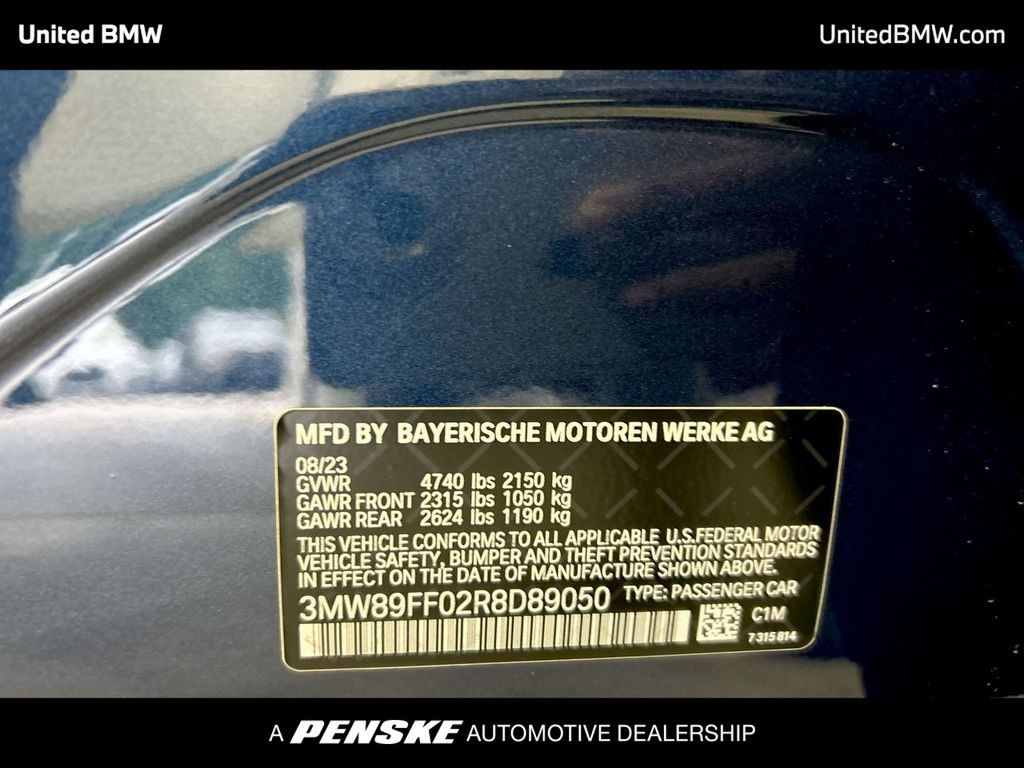 United BMW
UnitedBMW.com
MFD BY BAYERISCHE MOTOREN WERKE AG
08/23
GVWR 4740 lbs 2150 kg
GAWR FRONT 2315 lbs 1050 kg
GAWR REAR 2624 lbs 1190 kg
THIS VEHICLE CONFORMS TO ALL APPLICABLE U.S.FEDERAL MOTOR
VEHICLE SAFETY, BUMPER AND THEFT PREVENTION STANDARDS
IN EFFECT ON THE DATE OF MANUFACTURE SHOWN ABOVE.
3MW89FF02R8D89050 TYPE: PASSENGER CAR
C1M
7315814
A PENSKE AUTOMOTIVE DEALERSHIP